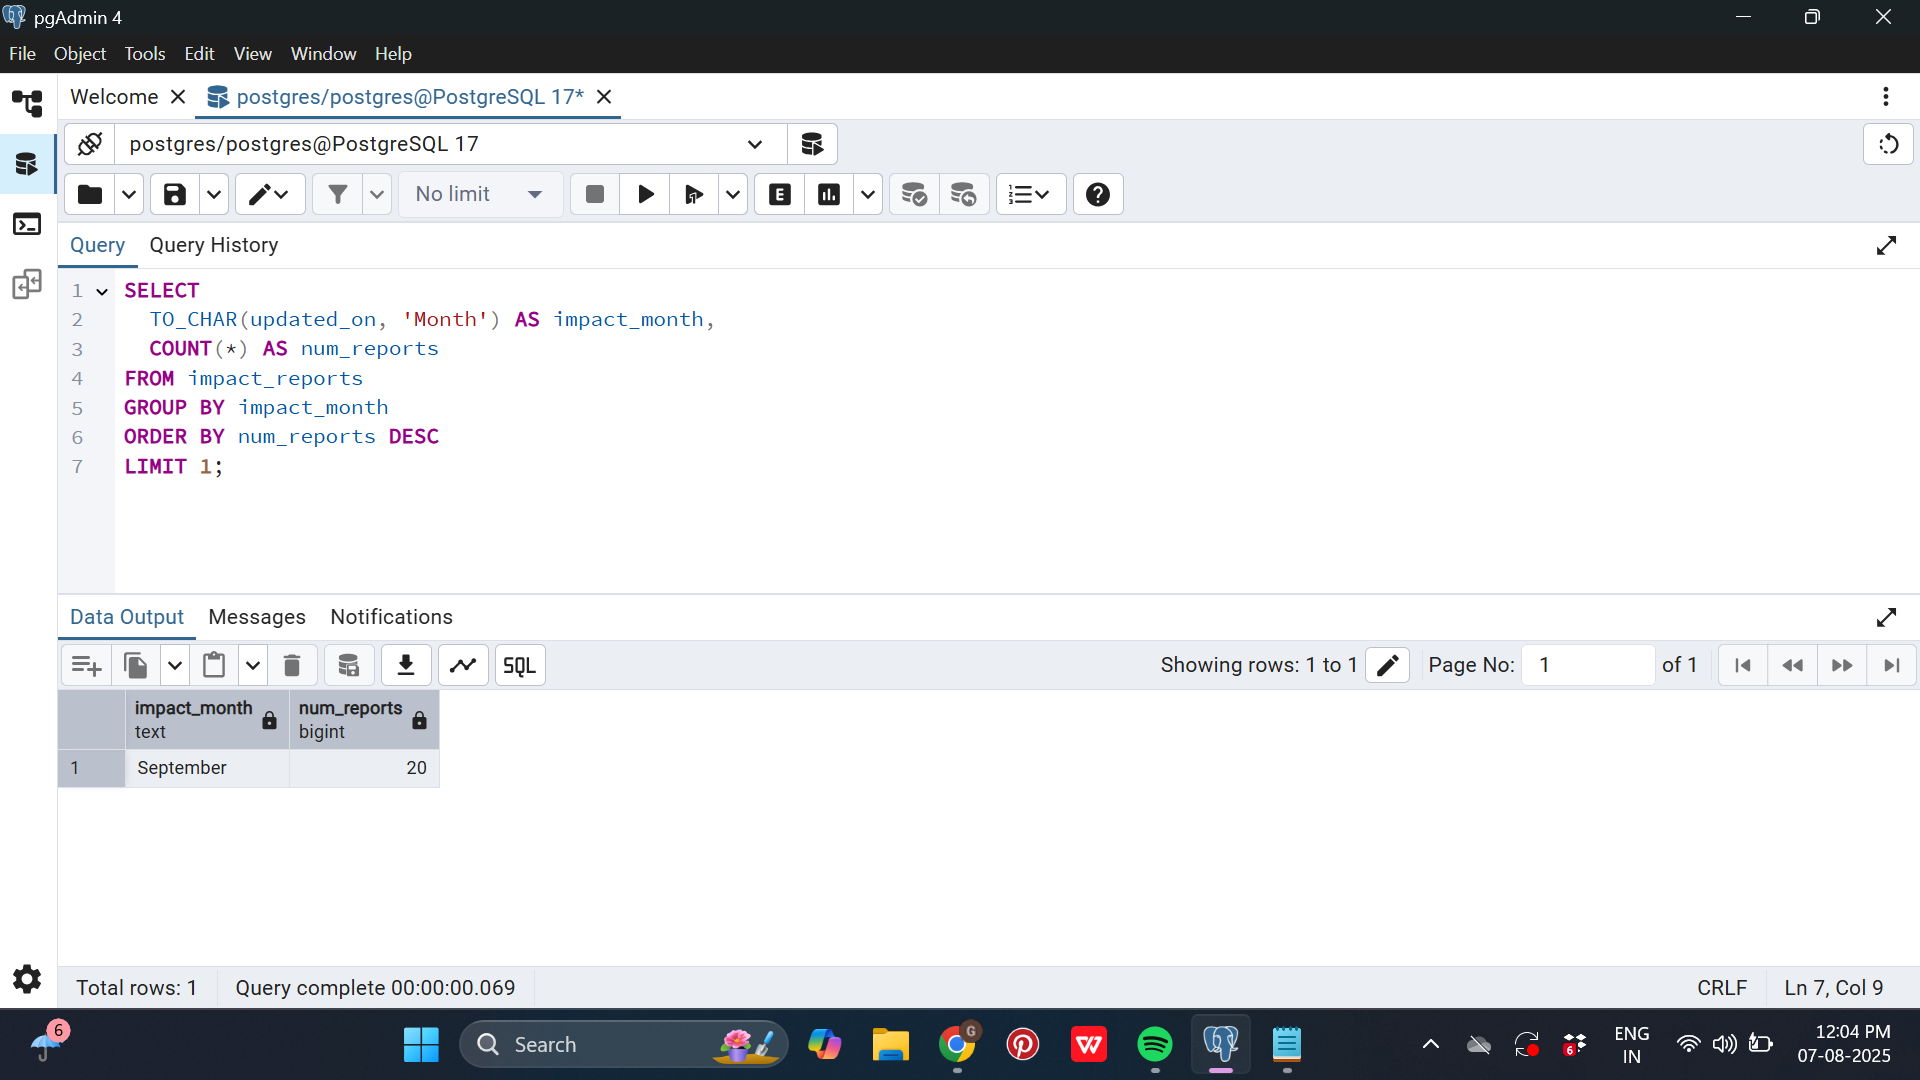 pgAdmin 4
File Object Tools Edit View Window Help
Welcome postgres/postgres@PostgreSQL 17*
postgres/postgres@PostgreSQL 17
No limit
E
Query Query History
1 SELECT
2 TO_CHAR(updated_on, 'Month') AS impact_month,
3 COUNT(*) AS num_reports
4 FROM impact_reports
5 GROUP BY impact_month
6 ORDER BY num_reports DESC
7 LIMIT 1;
Data Output Messages Notifications
SQL Showing rows: 1 to 1 Page No: 1 of 1
impact_month num_reports
text bigint
1 September 20
Total rows: 1 Query complete 00:00:00.069 CRLF Ln 7, Col 9
6 Search G W 6 ENG 12:04 PM
IN 07-08-2025